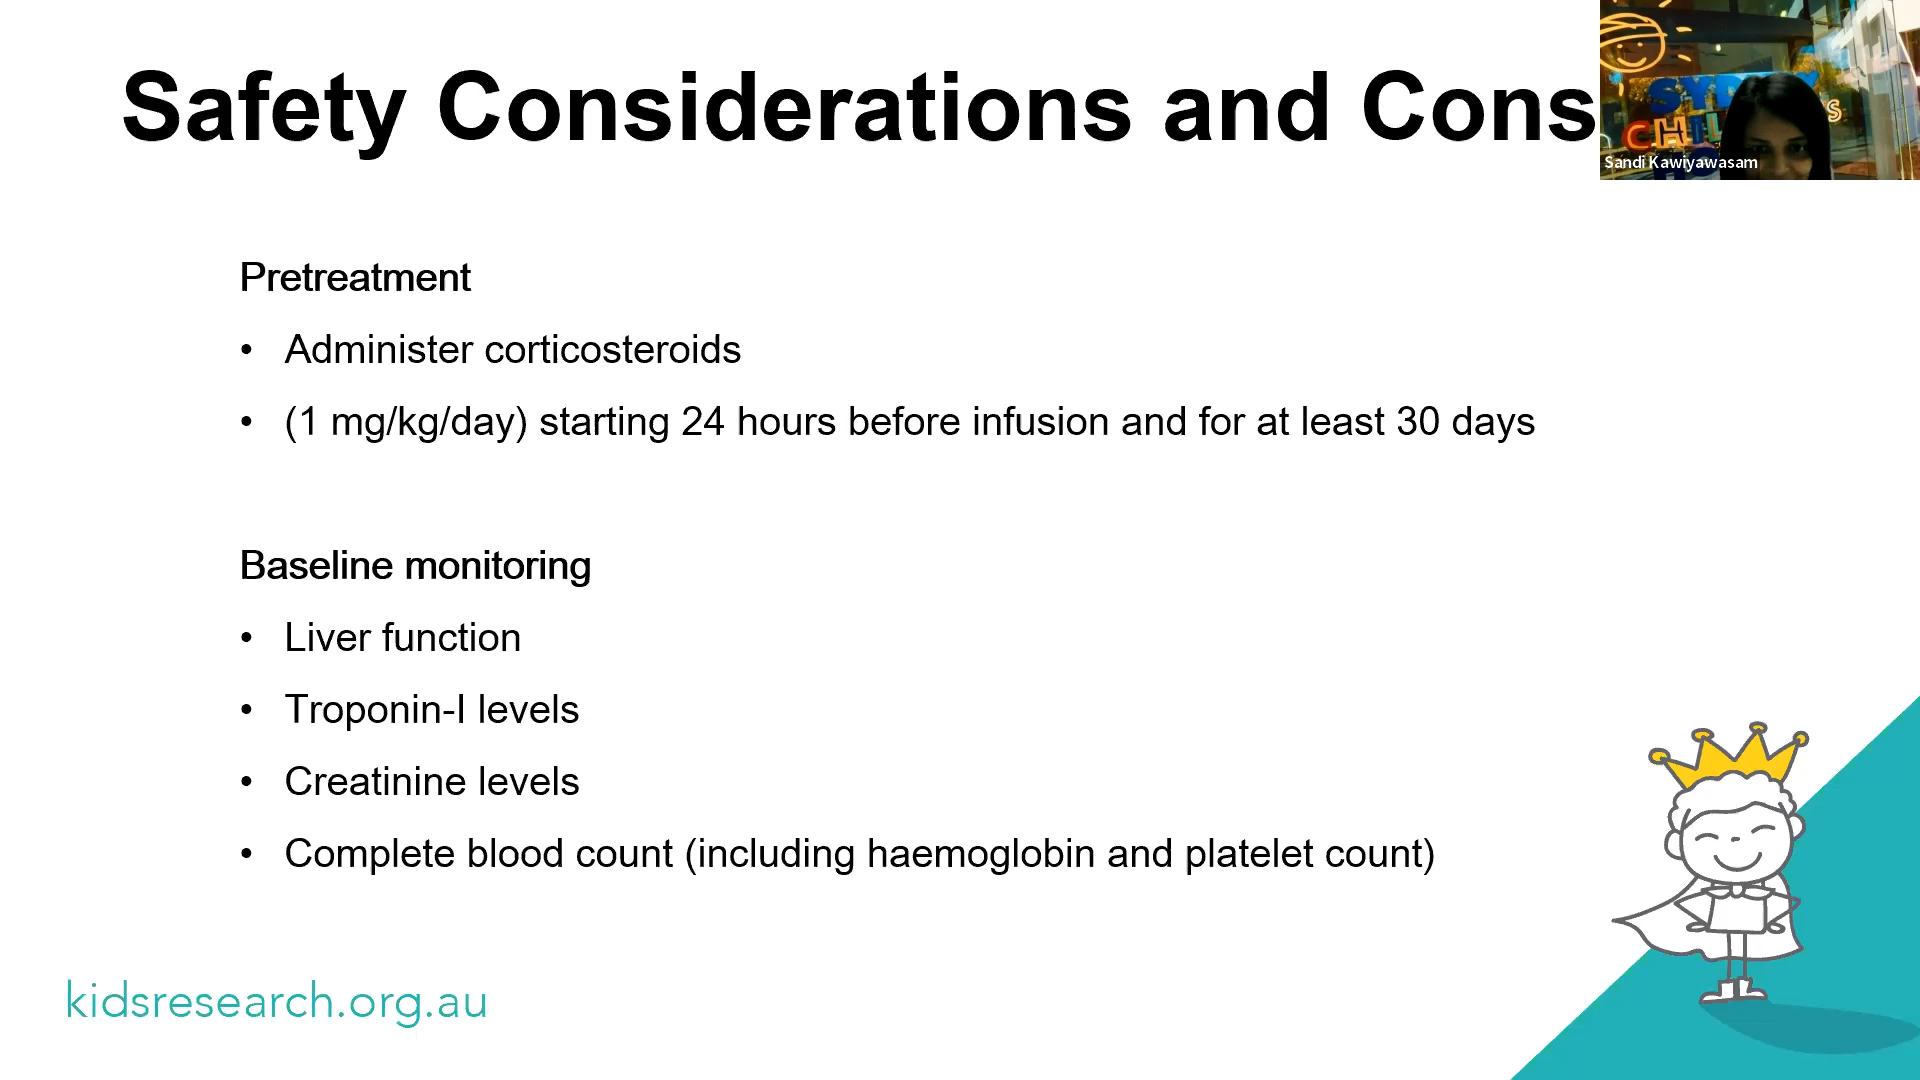 Safety Considerations and Cons
SYD
CHIL
S
Sandi Kawiyawasam
Pretreatment
• Administer corticosteroids
• (1 mg/kg/day) starting 24 hours before infusion and for at least 30 days
Baseline monitoring
• Liver function
• Troponin-I levels
• Creatinine levels
• Complete blood count (including haemoglobin and platelet count)
kidsresearch.org.au